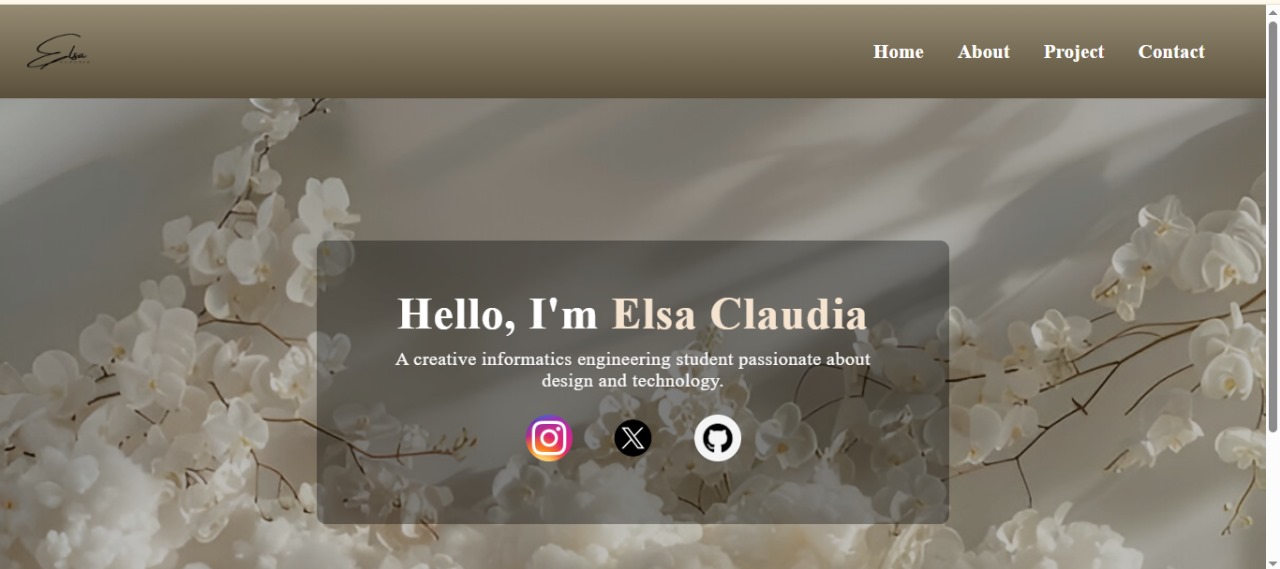 Elsa
Home About Project Contact
Hello, I'm Elsa Claudia
A creative informatics engineering student passionate about
design and technology.